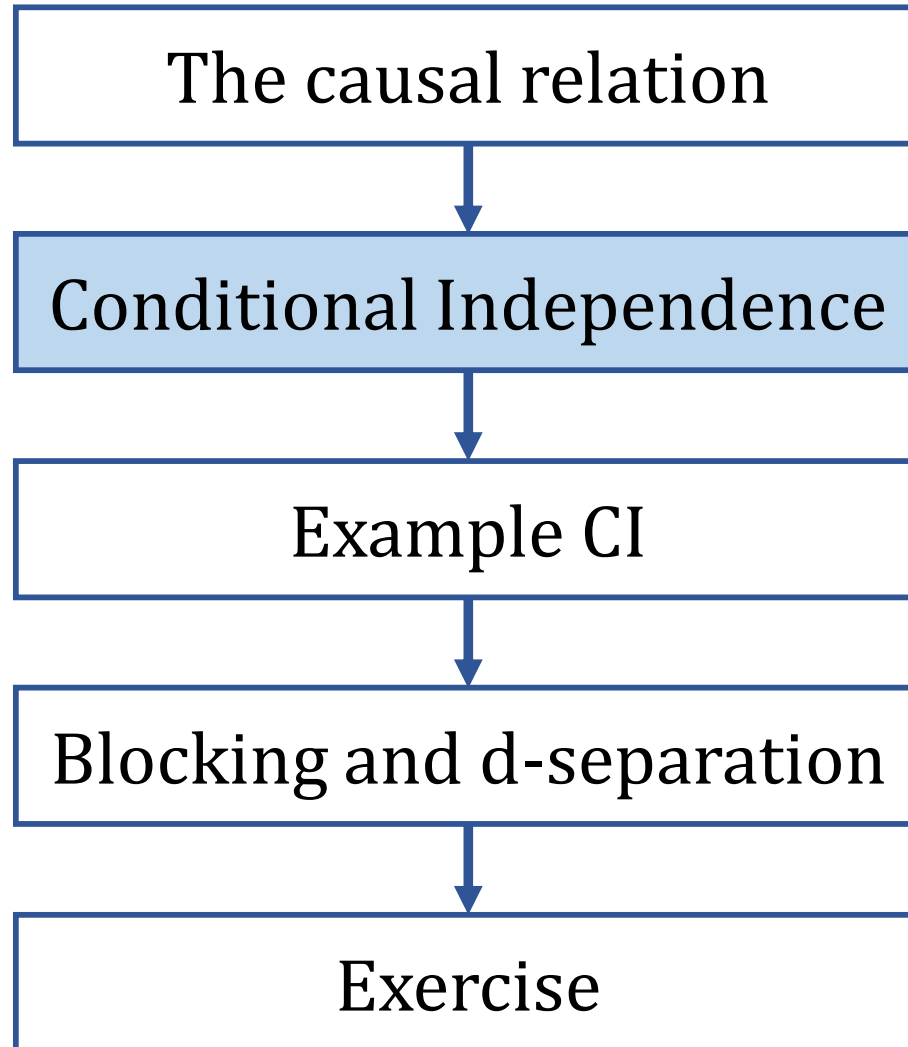 The causal relation
Conditional Independence
Example CI
Blocking and d-separation
Exercise